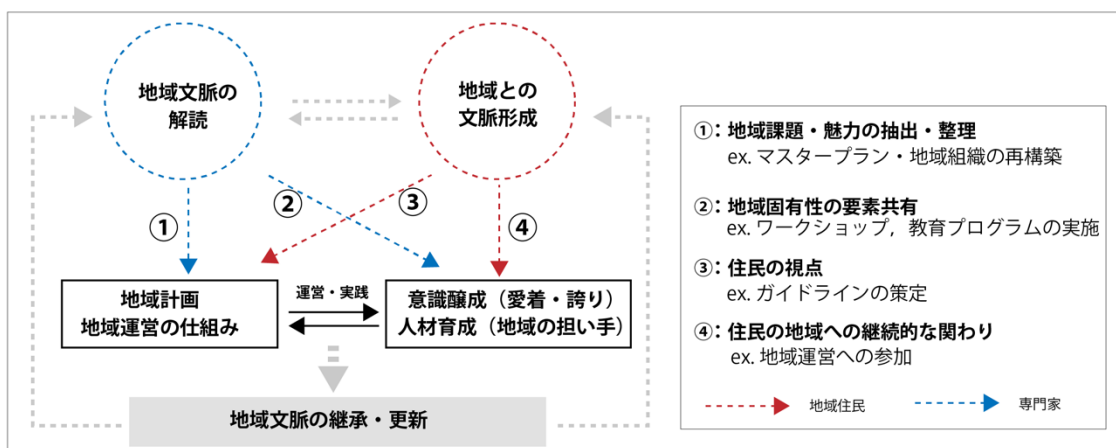 地域文脈の
解読
地域との
文脈形成
①
②
③
④
地域計画
地域運営の仕組み
運営・実践
意識醸成（愛着・誇り）
人材育成（地域の担い手）
地域文脈の継承・更新
①：地域課題・魅力の抽出・整理
ex. マスタープラン・地域組織の再構築
②：地域固有性の要素共有
ex. ワークショップ，教育プログラムの実施
③：住民の視点
ex. ガイドラインの策定
④：住民の地域への継続的な関わり
ex. 地域運営への参加
地域住民
専門家